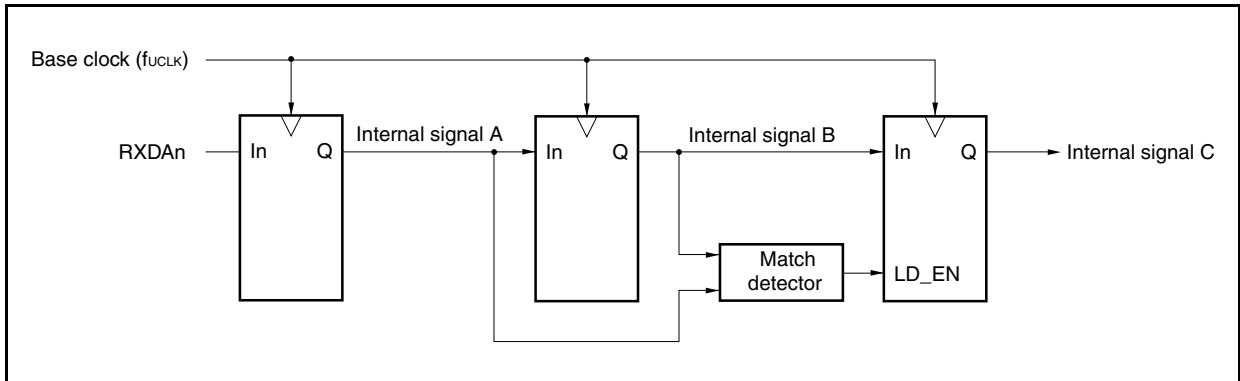 Base clock (fUCLK)
RXDAn
In
Q
Internal signal A
In
Q
Internal signal B
In
Q
Internal signal C
Match
detector
LD_EN